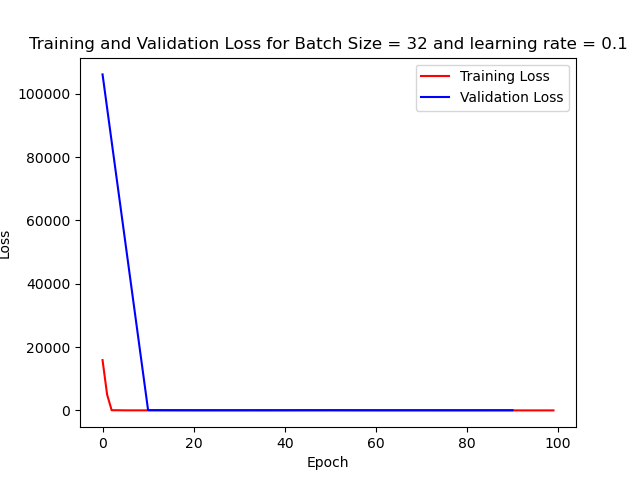 Training and Validation Loss for Batch Size = 32 and learning rate = 0.1
Training Loss
Validation Loss
100000
80000
60000
40000
20000
0
Loss
0 20 40 60 80 100
Epoch